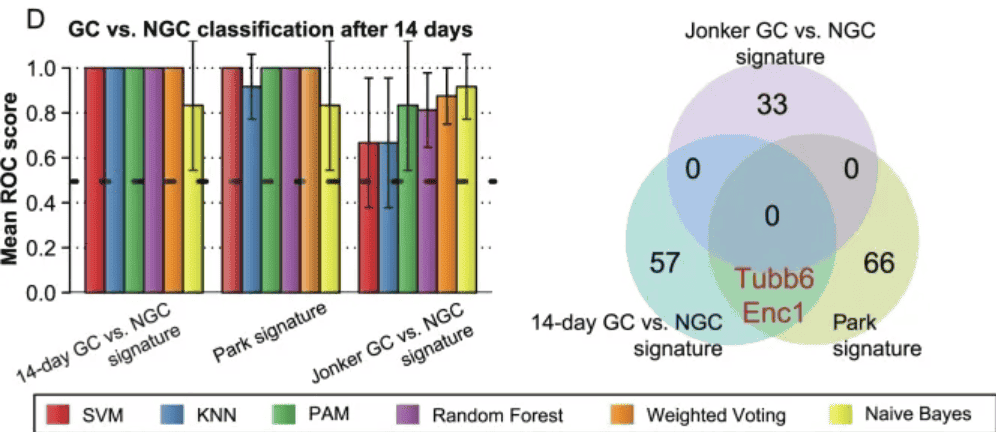 D
GC vs. NGC classification after 14 days
Mean ROC score
1.0
0.8
0.6
0.4
0.2
0.0
14-day GC vs. NGC
signature
Park signature
Jonker GC vs. NGC
signature
Jonker GC vs. NGC
signature
33
0
0
0
57
66
Tubb6
Enc1
14-day GC vs. NGC
signature
Park
signature
SVM
KNN
PAM
Random Forest
Weighted Voting
Naive Bayes